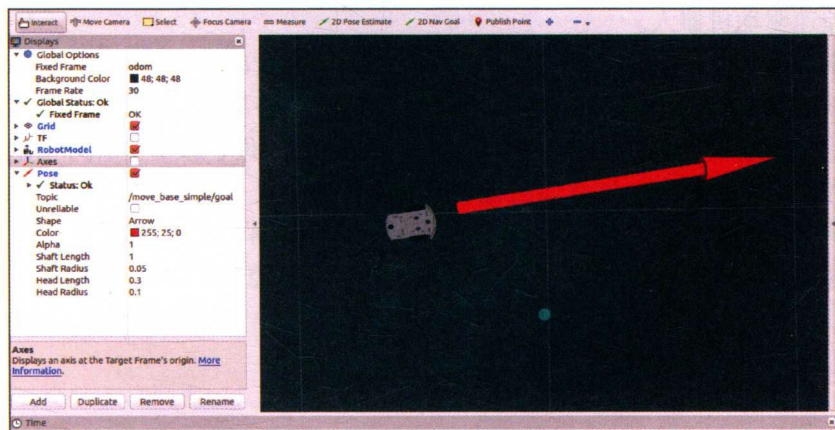 Interact Move Camera Select Focus Camera Measure 2D Pose Estimate 2D Nav Goal Publish Point
Displays
Global Options
Fixed Frame odom
Background Color 48; 48; 48
Frame Rate 30
Global Status: Ok
Fixed Frame OK
Grid
TF
RobotModel
Axes
Pose
Status: Ok
Topic /move_base_simple/goal
Unreliable
Shape Arrow
Color 255; 25; 0
Alpha 1
Shaft Length 1
Shaft Radius 0.05
Head Length 0.3
Head Radius 0.1
Axes
Displays an axis at the Target Frame's origin. More
Information.
Add Duplicate Remove Rename
Time